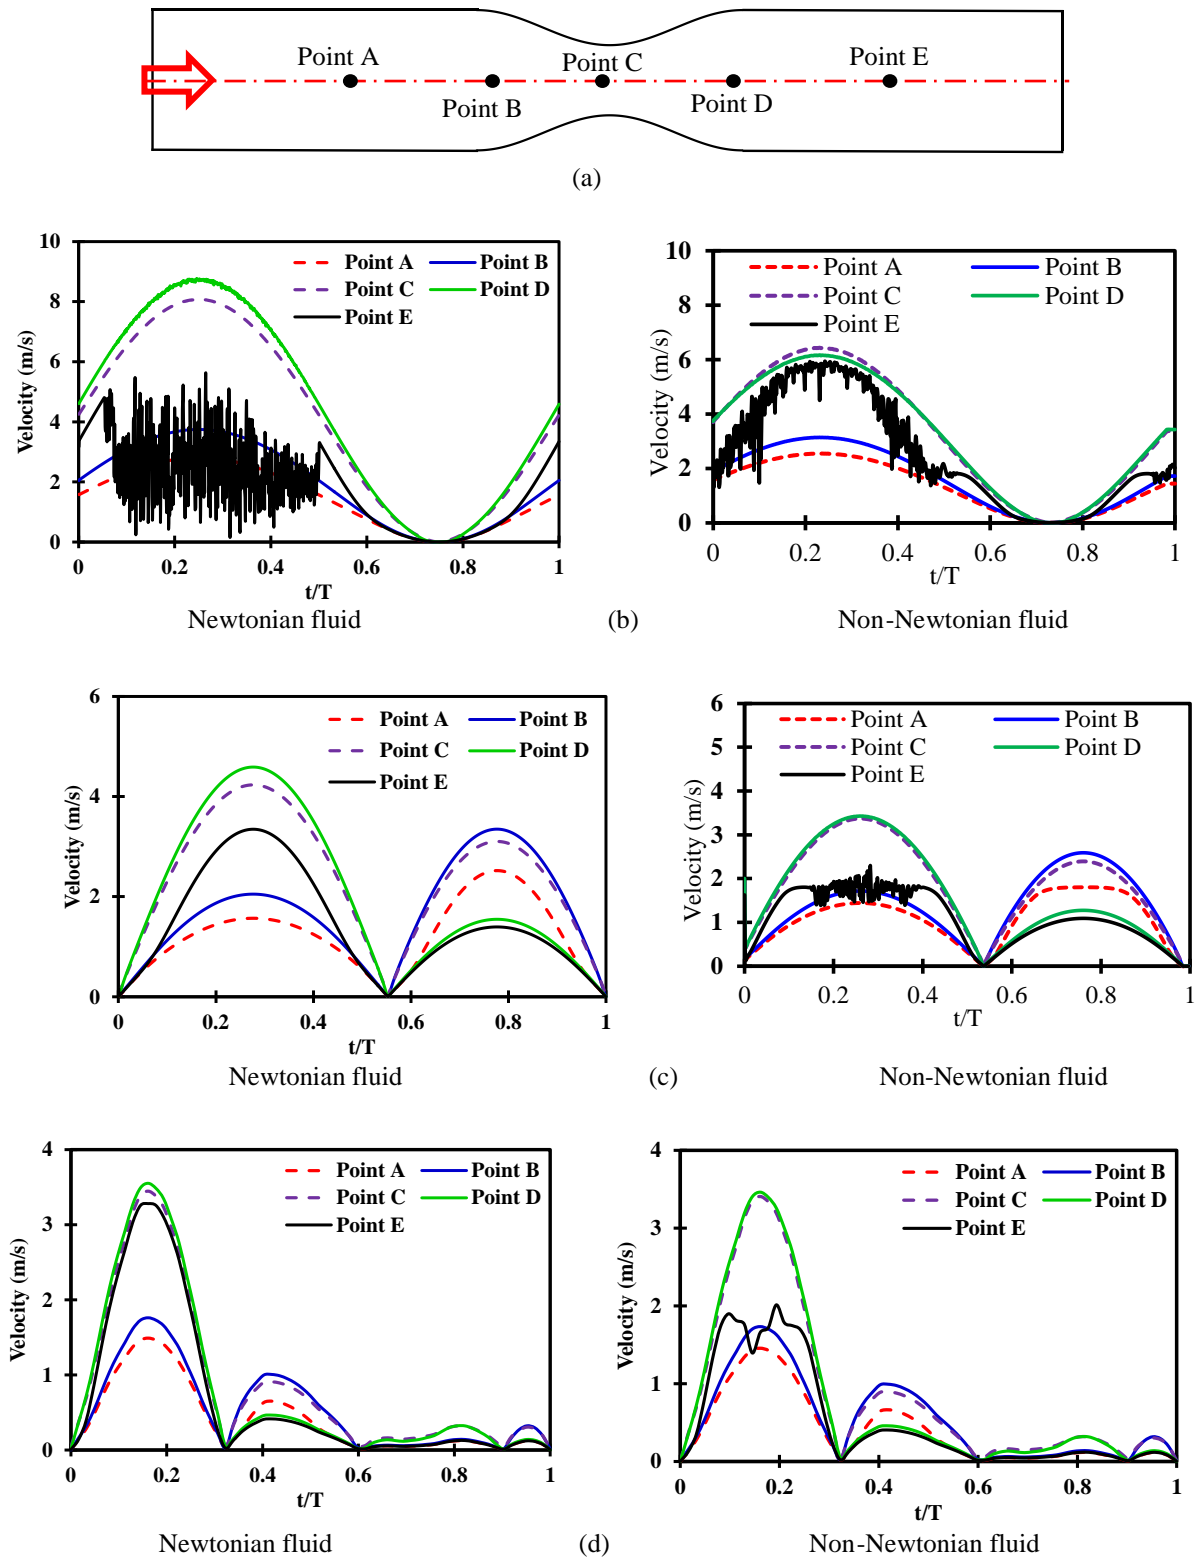 Point A
Point B
Point C
Point D
Point E
(a)
10
8
6
4
2
0
0 0.2 0.4 0.6 0.8 1
Velocity (m/s)
t/T
Point A Point B
Point C Point D
Point E
Newtonian fluid
10
8
6
4
2
0
0 0.2 0.4 0.6 0.8 1
Velocity (m/s)
t/T
Point A Point B
Point C Point D
Point E
Non-Newtonian fluid
(b)
6
4
2
0
0 0.2 0.4 0.6 0.8 1
Velocity (m/s)
t/T
Point A Point B
Point C Point D
Point E
Newtonian fluid
6
5
4
3
2
1
0
0 0.2 0.4 0.6 0.8 1
Velocity (m/s)
t/T
Point A Point B
Point C Point D
Point E
Non-Newtonian fluid
(c)
4
3
2
1
0
0 0.2 0.4 0.6 0.8 1
Velocity (m/s)
t/T
Point A Point B
Point C Point D
Point E
Newtonian fluid
4
3
2
1
0
0 0.2 0.4 0.6 0.8 1
Velocity (m/s)
t/T
Point A Point B
Point C Point D
Point E
Non-Newtonian fluid
(d)